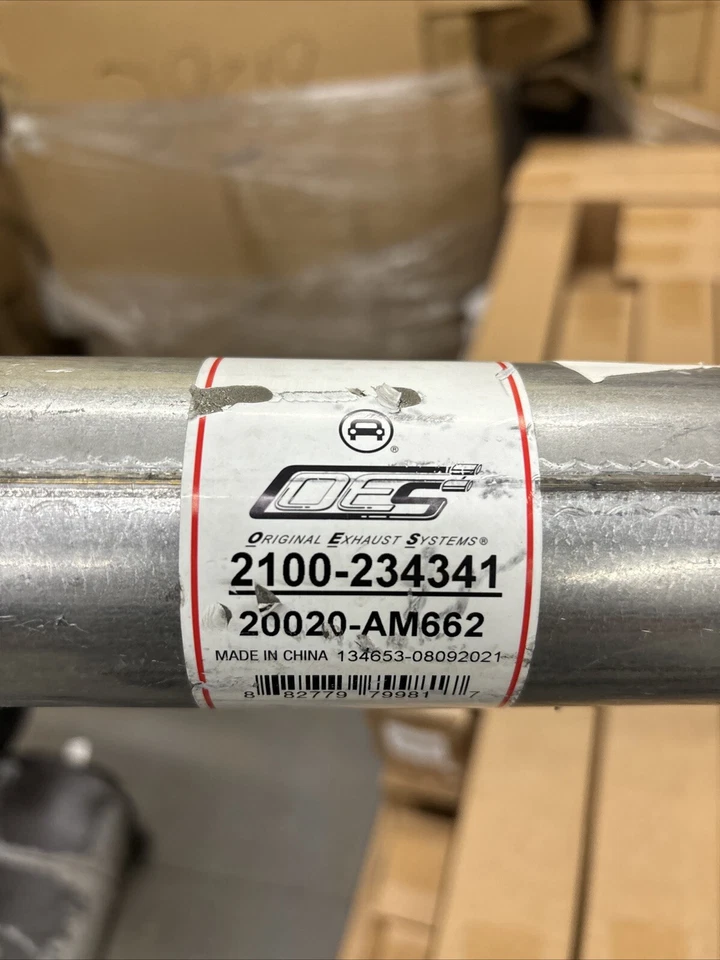 OES
ORIGINAL EXHAUST SYSTEMS®
2100-234341
20020-AM662
MADE IN CHINA 134653-08092021
8 82779 79981 7